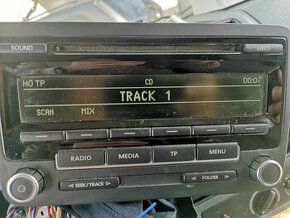 SOUND EJECT
NO TP CD 00:07
TRACK 1
SCAN MIX
RADIO MEDIA TP MENU
SEEK/TRACK FOLDER